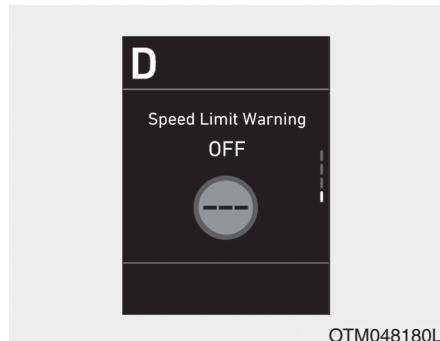 D
Speed Limit Warning
OFF
---
OTM048180L